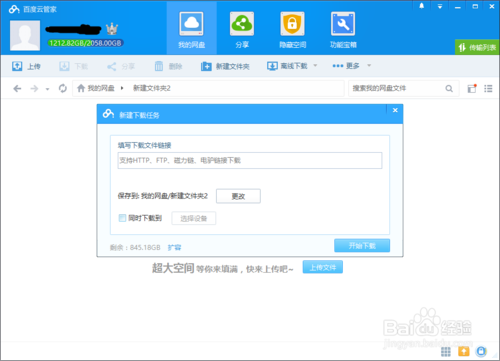 百度云管家
1212.82GB/2058.00GB
我的网盘
分享
隐藏空间
功能宝箱
传输列表
上传
下载
分享
删除
新建文件夹
离线下载
更多
我的网盘
新建文件夹2
搜索我的网盘文件
新建下载任务
填写下载文件链接
支持HTTP、FTP、磁力链、电驴链接下载
保存到: 我的网盘/新建文件夹2
更改
同时下载到
选择设备
剩余: 845.18GB
扩容
开始下载
超大空间 等你来填满，快来上传吧~
上传文件
Baidu 经验
jingyan.baidu.com